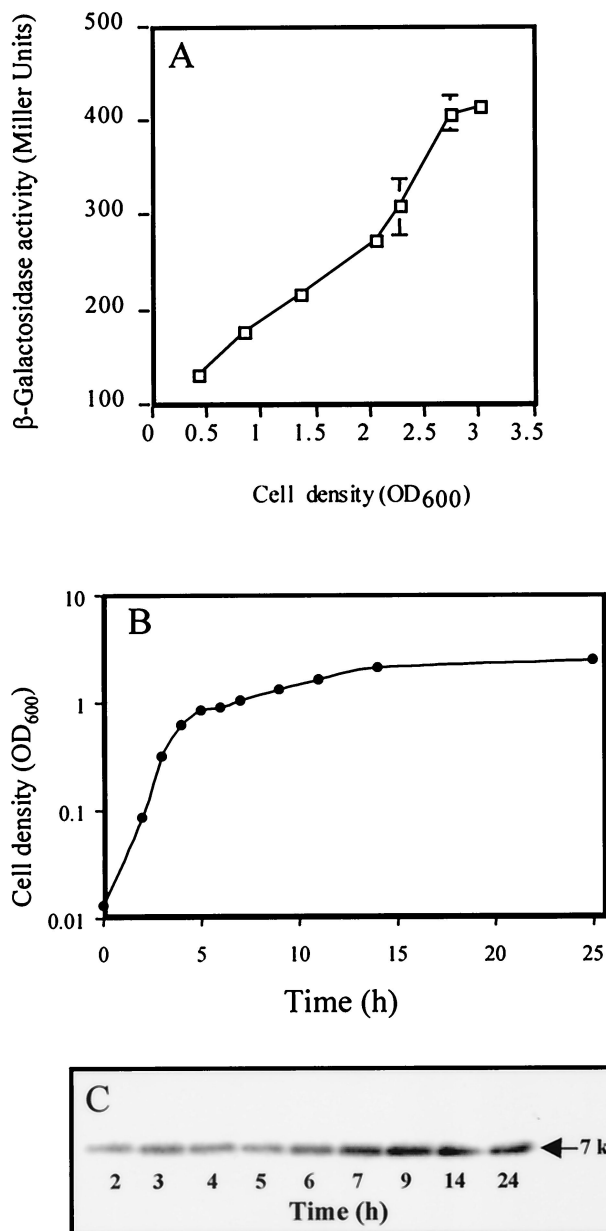 A
β-Galactosidase activity (Miller Units)
500
400
300
200
100
0 0.5 1 1.5 2 2.5 3 3.5
Cell density (OD600)
B
Cell density (OD600)
10
1
0.1
0.01
0 5 10 15 20 25
Time (h)
C
7 k
2 3 4 5 6 7 9 14 24
Time (h)